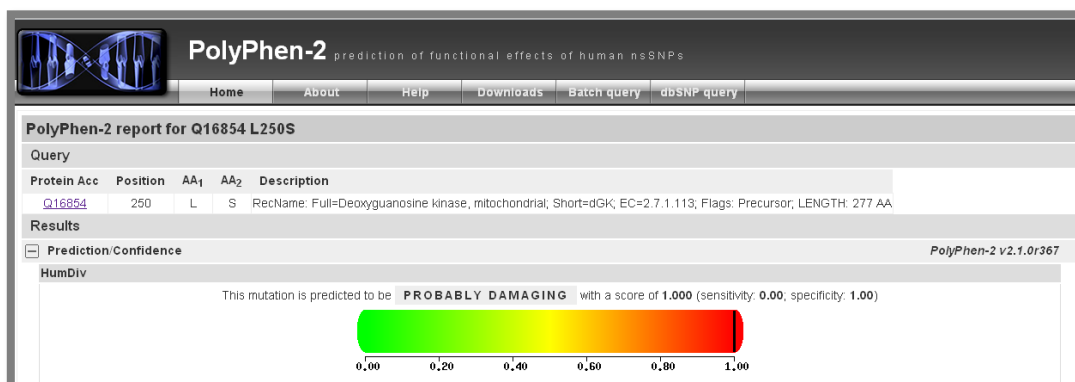 PolyPhen-2 prediction of functional effects of human nsSNPs
Home About Help Downloads Batch query dbSNP query
PolyPhen-2 report for Q16854 L250S
Query
Protein Acc Position AA1 AA2 Description
Q16854 250 L S RecName: Full=Deoxyguanosine kinase, mitochondrial; Short=dGK; EC=2.7.1.113; Flags: Precursor; LENGTH: 277 AA
Results
Prediction/Confidence PolyPhen-2 v2.1.0r367
HumDiv
This mutation is predicted to be PROBABLY DAMAGING with a score of 1.000 (sensitivity: 0.00; specificity: 1.00)
0.00 0.20 0.40 0.60 0.80 1.00